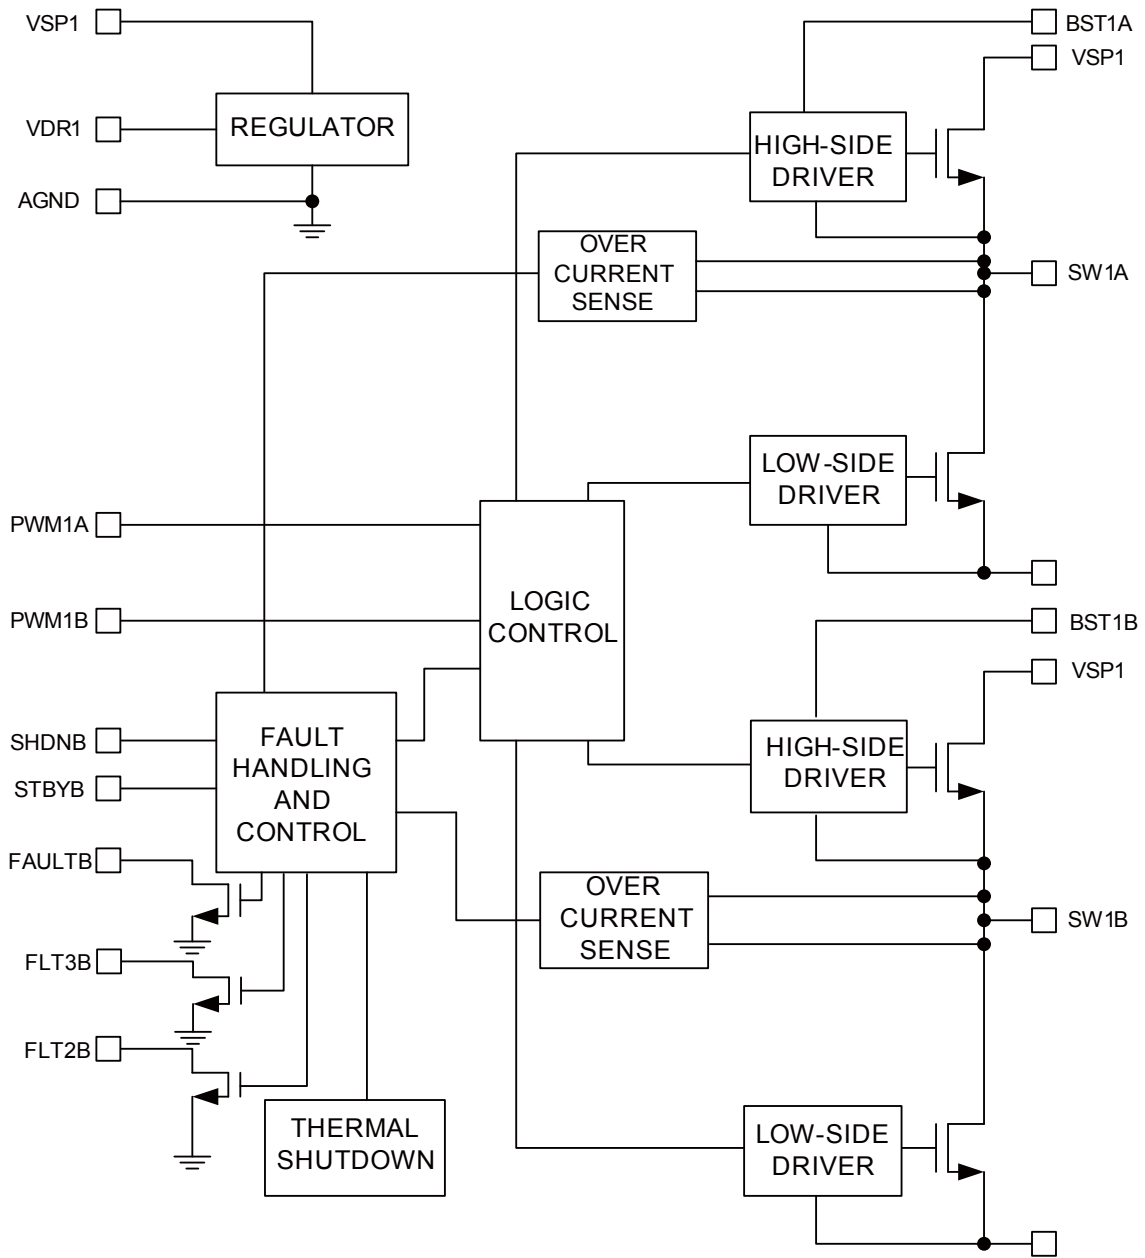 VSP1
BST1A
VSP1
VDR1
REGULATOR
HIGH-SIDE
DRIVER
AGND
OVER
CURRENT
SENSE
SW1A
LOW-SIDE
DRIVER
PWM1A
LOGIC
CONTROL
PWM1B
BST1B
VSP1
SHDNB
FAULT
HANDLING
AND
CONTROL
HIGH-SIDE
DRIVER
STBYB
FAULTB
OVER
CURRENT
SENSE
SW1B
FLT3B
FLT2B
THERMAL
SHUTDOWN
LOW-SIDE
DRIVER